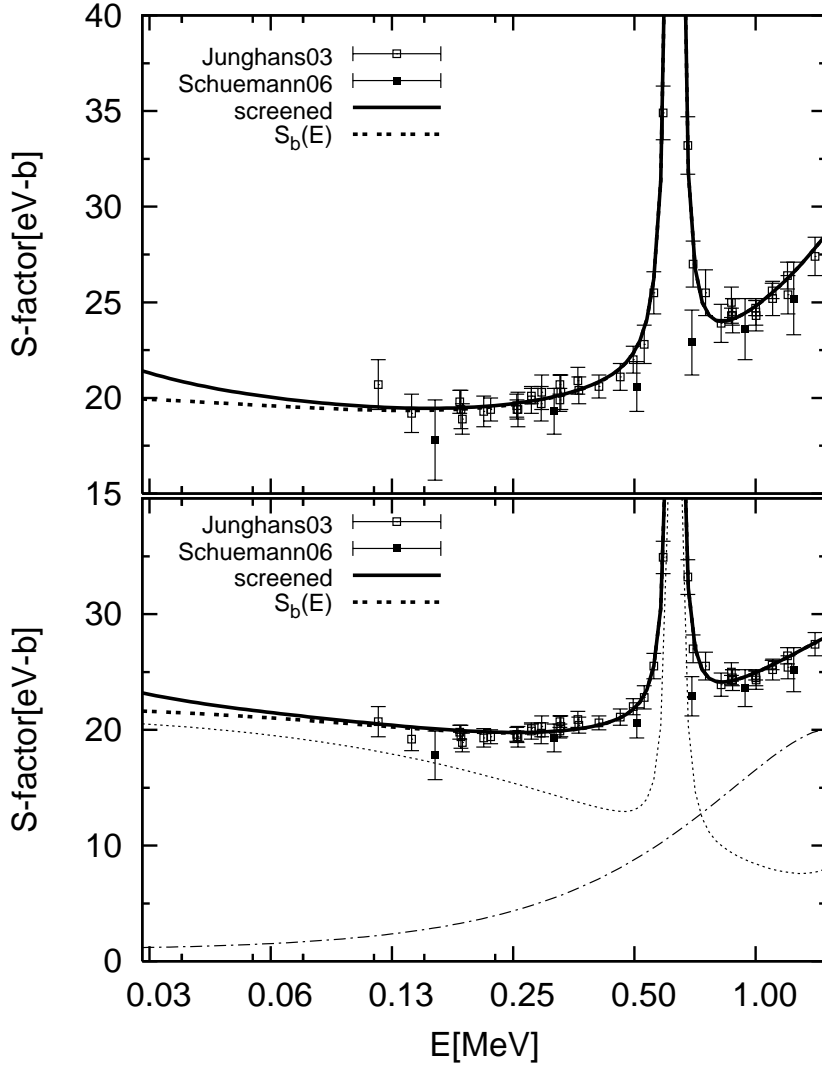 40
35
30
25
20
15
S-factor[eV-b]
Junghans03
Schuemann06
screened
S_b(E)
30
20
10
0
S-factor[eV-b]
Junghans03
Schuemann06
screened
S_b(E)
0.03 0.06 0.13 0.25 0.50 1.00
E[MeV]